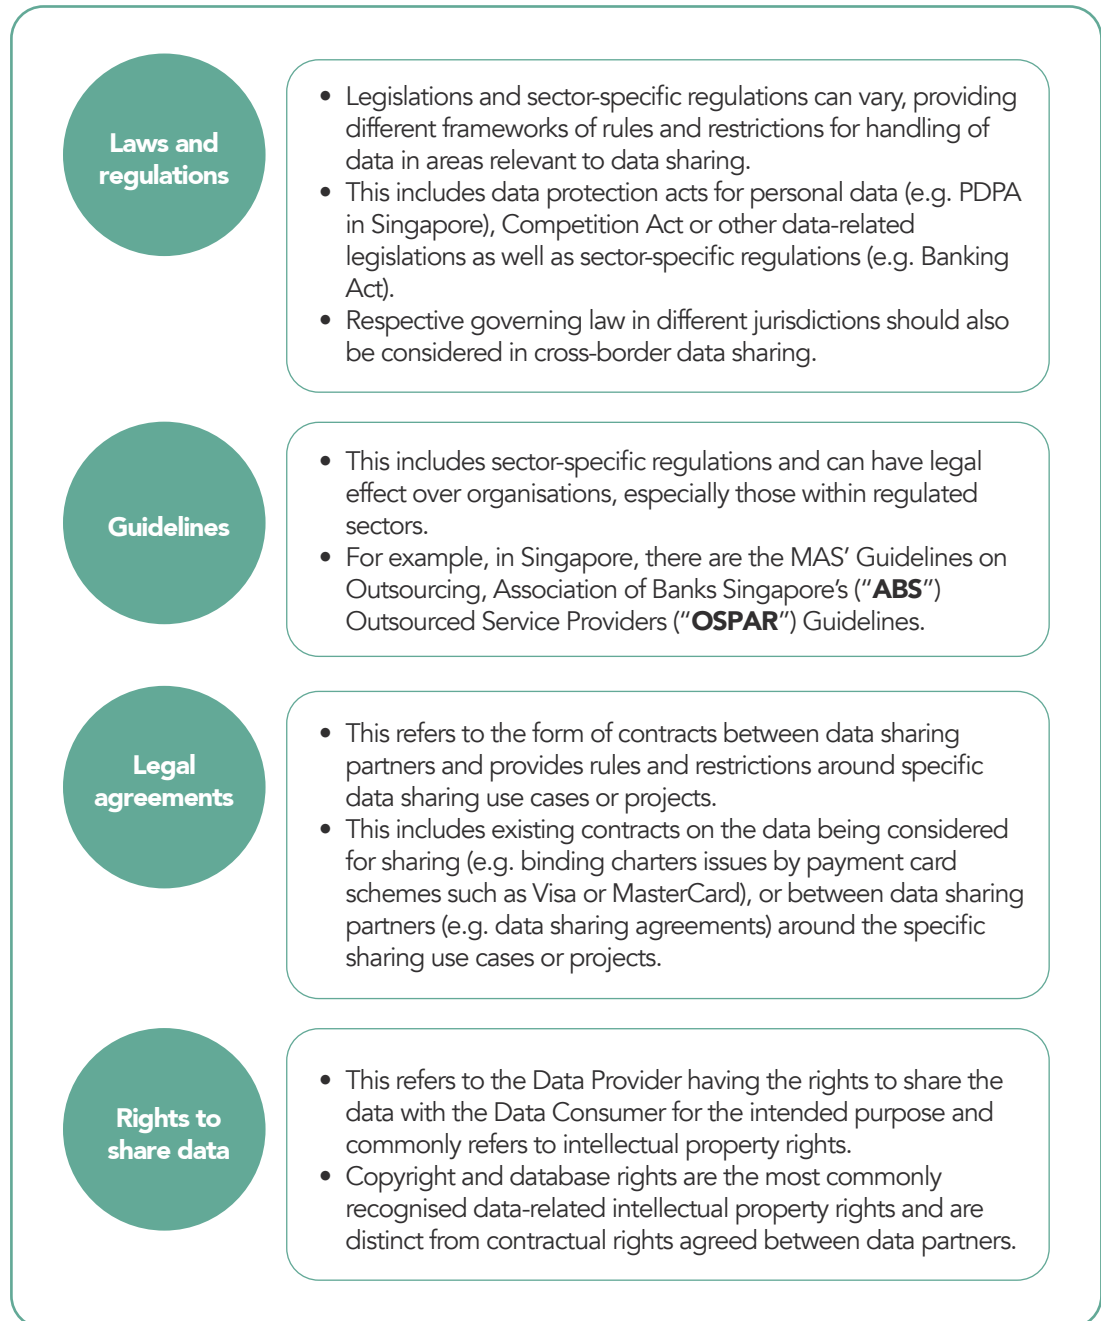 Laws and
regulations
• Legislations and sector-specific regulations can vary, providing
different frameworks of rules and restrictions for handling of
data in areas relevant to data sharing.
• This includes data protection acts for personal data (e.g. PDPA
in Singapore), Competition Act or other data-related
legislations as well as sector-specific regulations (e.g. Banking
Act).
• Respective governing law in different jurisdictions should also
be considered in cross-border data sharing.
Guidelines
• This includes sector-specific regulations and can have legal
effect over organisations, especially those within regulated
sectors.
• For example, in Singapore, there are the MAS’ Guidelines on
Outsourcing, Association of Banks Singapore’s (“ABS”)
Outsourced Service Providers (“OSPAR”) Guidelines.
Legal
agreements
• This refers to the form of contracts between data sharing
partners and provides rules and restrictions around specific
data sharing use cases or projects.
• This includes existing contracts on the data being considered
for sharing (e.g. binding charters issues by payment card
schemes such as Visa or MasterCard), or between data sharing
partners (e.g. data sharing agreements) around the specific
sharing use cases or projects.
Rights to
share data
• This refers to the Data Provider having the rights to share the
data with the Data Consumer for the intended purpose and
commonly refers to intellectual property rights.
• Copyright and database rights are the most commonly
recognised data-related intellectual property rights and are
distinct from contractual rights agreed between data partners.